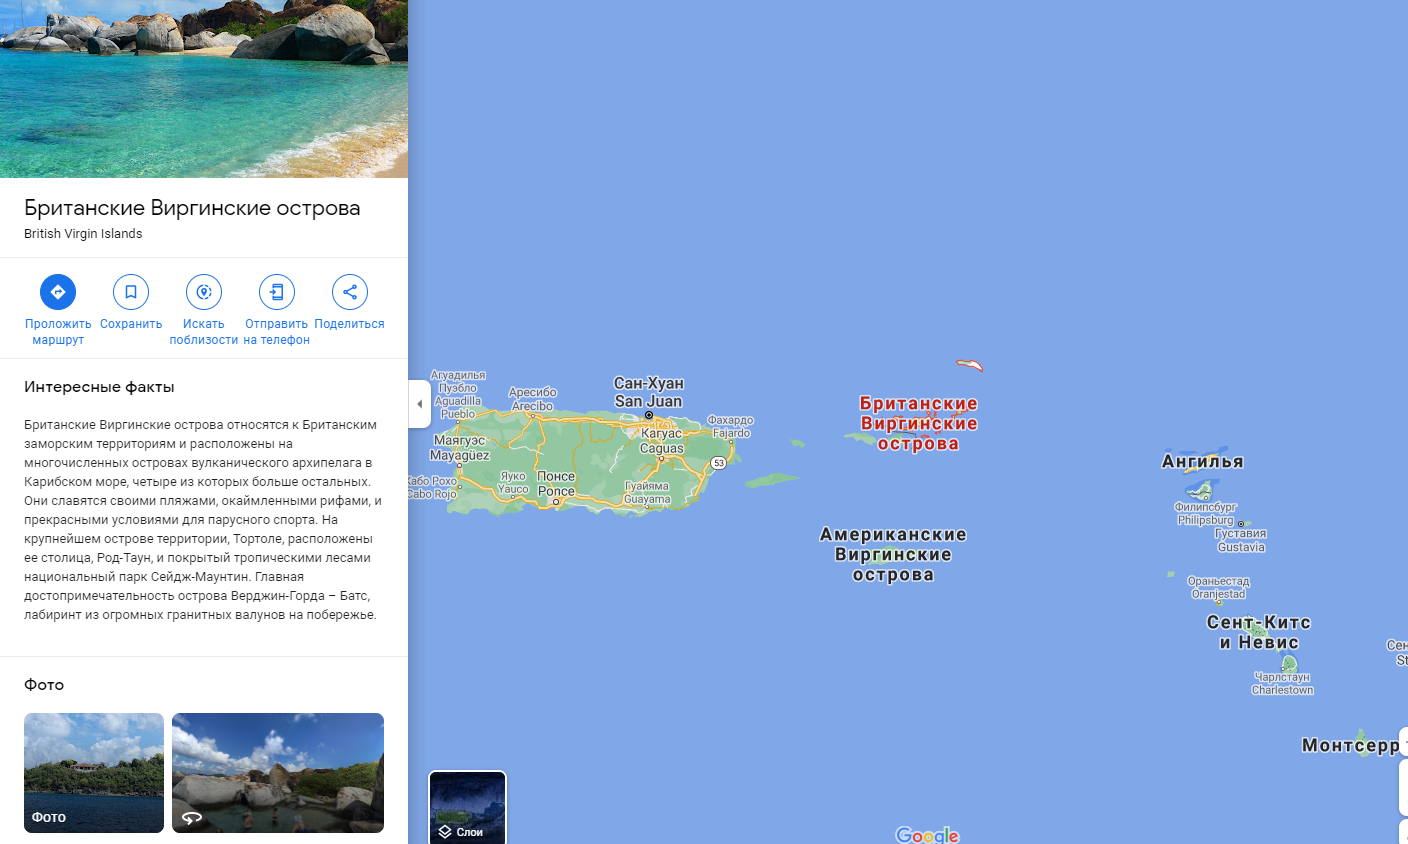 Британские Виргинские острова
British Virgin Islands
Проложить
маршрут
Сохранить
Искать
поблизости
Отправить
на телефон
Поделиться
Интересные факты
Британские Виргинские острова относятся к Британским
заморским территориям и расположены на
многочисленных островах вулканического архипелага в
Карибском море, четыре из которых больше остальных.
Они славятся своими пляжами, окаймленными рифами, и
прекрасными условиями для парусного спорта. На
крупнейшем острове территории, Тортоле, расположены
ее столица, Род-Таун, и покрытый тропическими лесами
национальный парк Сейдж-Маунтин. Главная
достопримечательность острова Верджин-Горда – Батс,
лабиринт из огромных гранитных валунов на побережье.
Фото
Фото
Агуадилья
Пуэбло
Aguadilla
Pueblo
Аресибо
Arecibo
Сан-Хуан
San Juan
Фахардо
Fajardo
Маягуэс
Mayagüez
Кагуас
Caguas
53
Кабо Рохо
Cabo Rojo
Яуко
Yauco
Понсе
Ponce
Гуаяма
Guayama
Британские
Виргинские
острова
Американские
Виргинские
острова
Ангилья
Филипсбург
Philipsburg
Густавия
Gustavia
Ораньестад
Oranjestad
Сент-Китс
и Невис
Чарлстаун
Charlestown
Сен
St
Монтсерр
Слои
Google